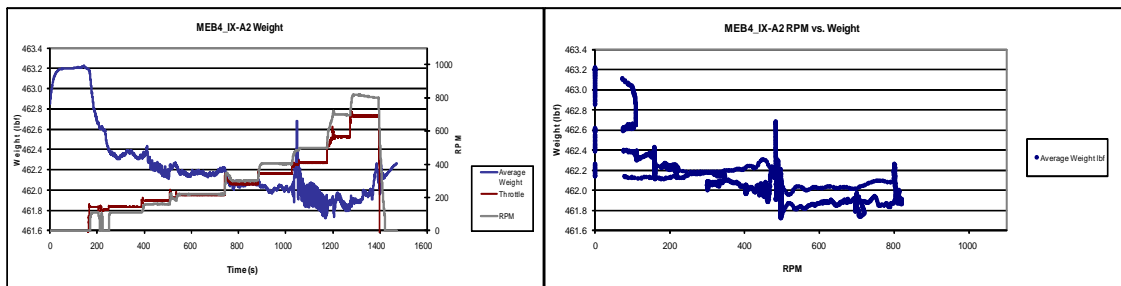 MEB4_IX-A2 Weight
463.4
463.2
463.0
462.8
462.6
462.4
462.2
462.0
461.8
461.6
Weight (lbf)
1000
800
600
400
200
0
RPM
0 200 400 600 800 1000 1200 1400 1600
Time (s)
Average
Weight
Throttle
RPM
MEB4_IX-A2 RPM vs. Weight
463.4
463.2
463.0
462.8
462.6
462.4
462.2
462.0
461.8
461.6
Weight (lbf)
0 200 400 600 800 1000
RPM
Average Weight lbf